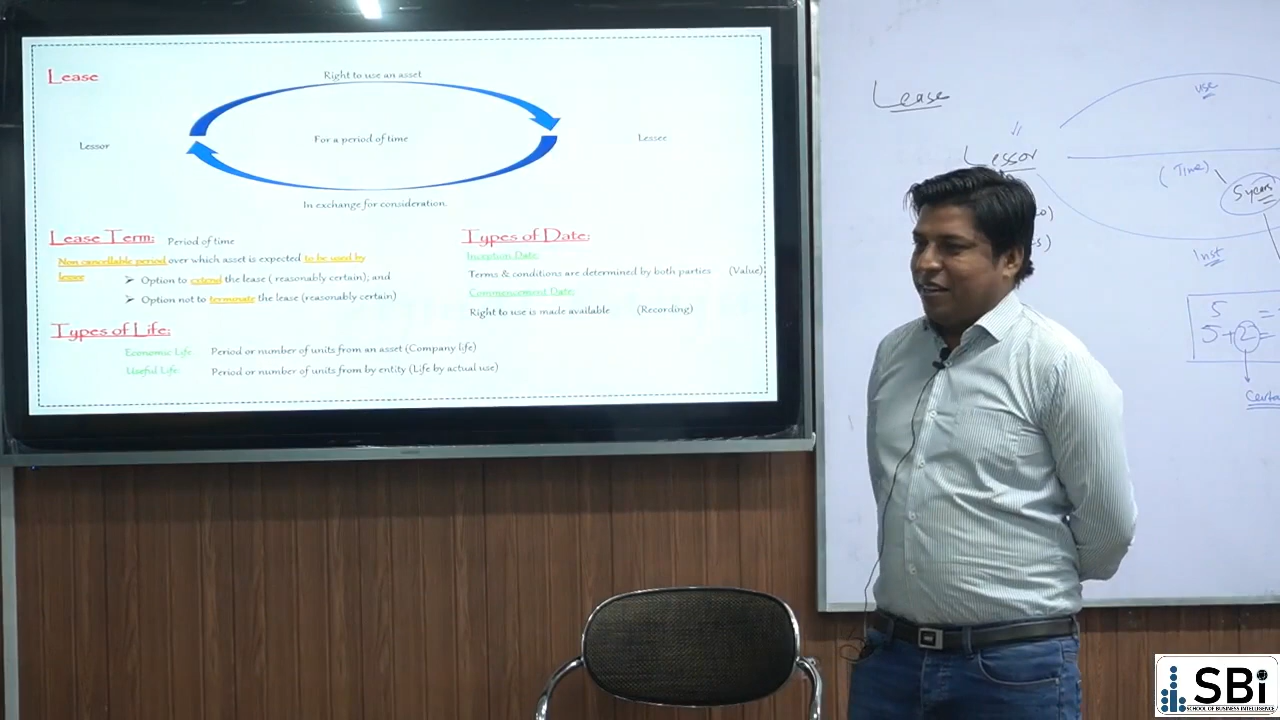 Lease
Right to use an asset
Lessor
For a period of time
Lessee
In exchange for consideration.
Lease Term: Period of time
Non cancellable period over which asset is expected to be used by
lessee
➤ Option to extend the lease ( reasonably certain); and
➤ Option not to terminate the lease (reasonably certain)
Types of Life:
Economic Life: Period or number of units from an asset (Company life)
Useful Life: Period or number of units from by entity (Life by actual use)
Types of Date:
Inception Date:
Terms & conditions are determined by both parties (Value)
Commencement Date:
Right to use is made available (Recording)
Lease
use
Lessor
(Time)
5 years
use
5+2 =
SBi
SCHOOL OF BUSINESS INTELLIGENCE